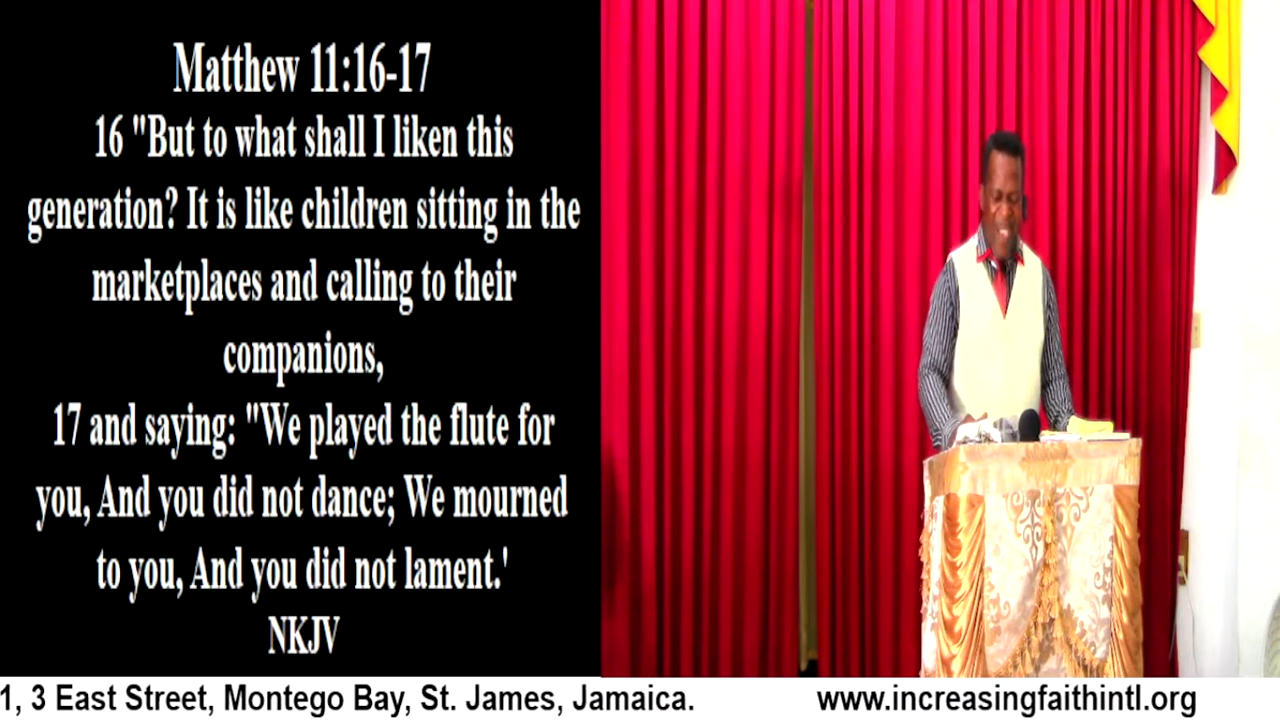 Matthew 11:16-17
16 "But to what shall I liken this
generation? It is like children sitting in the
marketplaces and calling to their
companions,
17 and saying: "We played the flute for
you, And you did not dance; We mourned
to you, And you did not lament.'
NKJV
1, 3 East Street, Montego Bay, St. James, Jamaica. www.increasingfaithintl.org